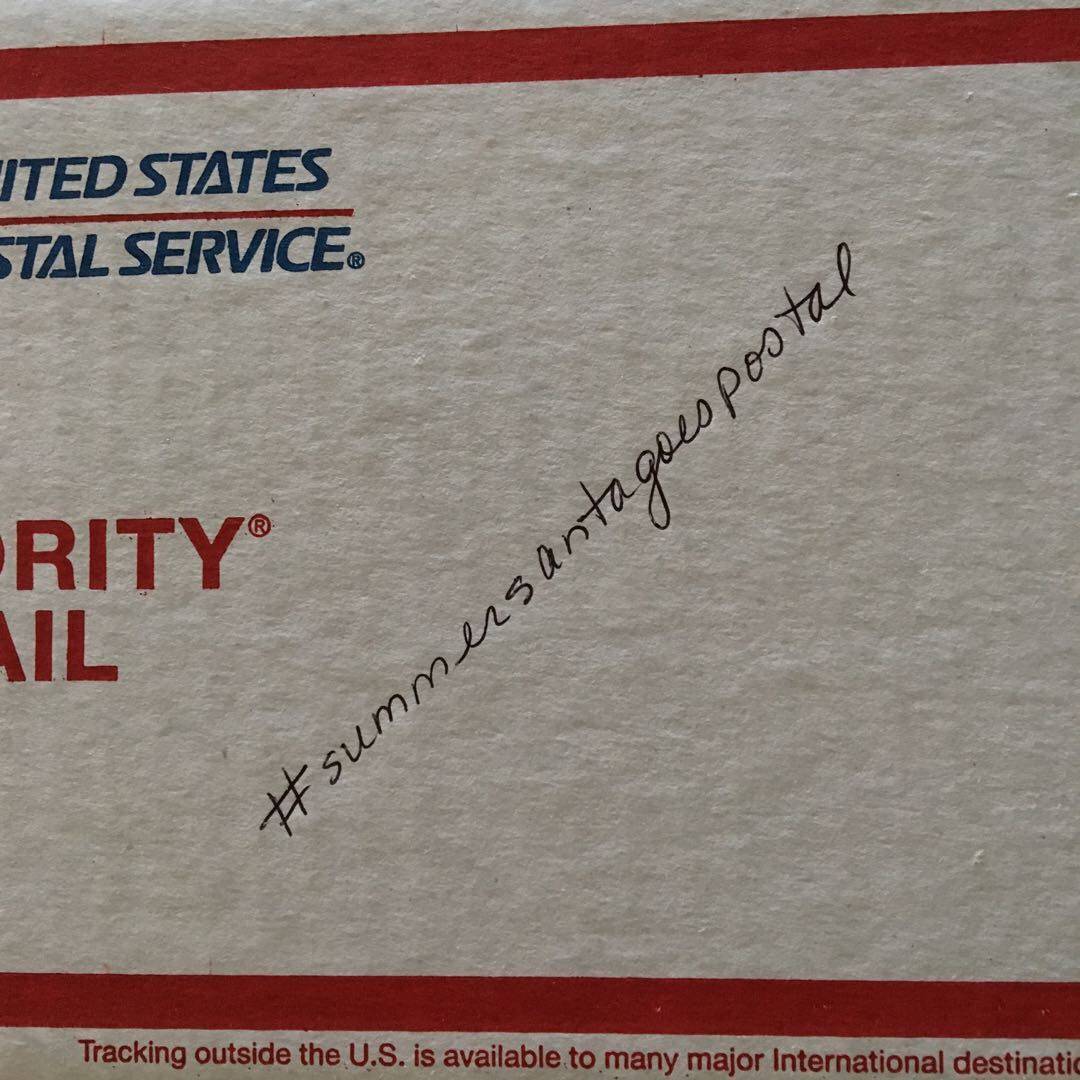 ITED STATES
STAL SERVICE®
#summersantagoespostal
ORITY®
AIL
Tracking outside the U.S. is available to many major International destinatio